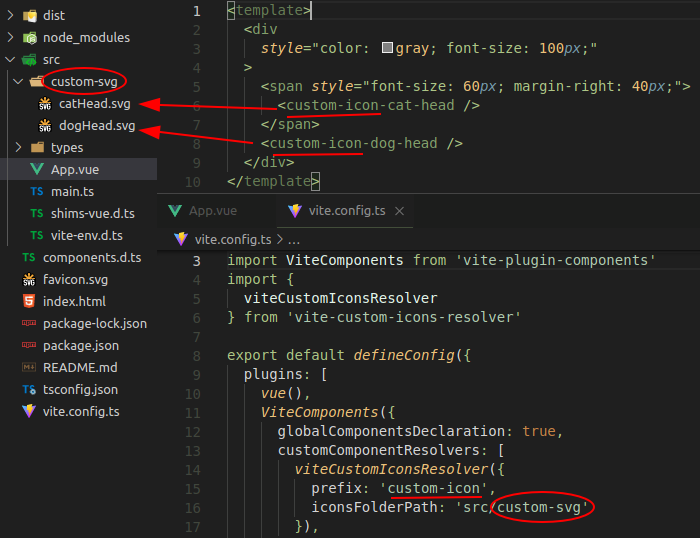 dist
node_modules
src
custom-svg
catHead.svg
dogHead.svg
types
App.vue
TS main.ts
TS shims-vue.d.ts
TS vite-env.d.ts
TS components.d.ts
favicon.svg
index.html
package-lock.json
package.json
README.md
tsconfig.json
vite.config.ts
1 <template>
2 <div
3 style="color: gray; font-size: 100px;"
4 >
5 <span style="font-size: 60px; margin-right: 40px;">
6 <custom-icon-cat-head />
7 </span>
8 <custom-icon-dog-head />
9 </div>
10 </template>
App.vue
vite.config.ts
vite.config.ts > ...
3 import ViteComponents from 'vite-plugin-components'
4 import {
5 viteCustomIconsResolver
6 } from 'vite-custom-icons-resolver'
7
8 export default defineConfig({
9 plugins: [
10 vue(),
11 ViteComponents({
12 globalComponentsDeclaration: true,
13 customComponentResolvers: [
14 viteCustomIconsResolver({
15 prefix: 'custom-icon',
16 iconsFolderPath: 'src/custom-svg'
17 }),